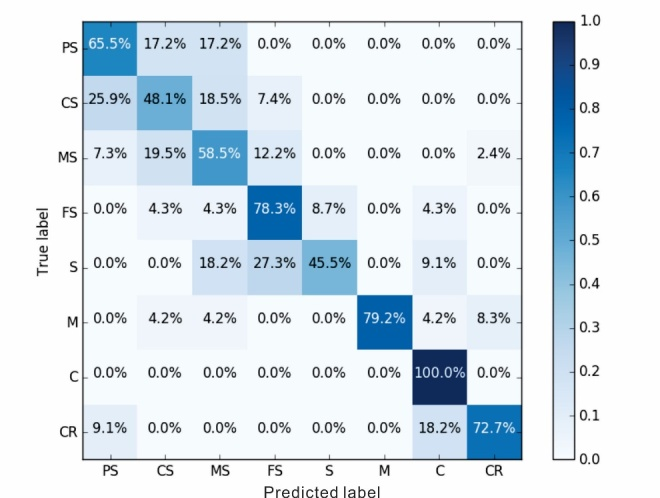 PS 65.5% 17.2% 17.2% 0.0% 0.0% 0.0% 0.0% 0.0%
CS 25.9% 48.1% 18.5% 7.4% 0.0% 0.0% 0.0% 0.0%
MS 7.3% 19.5% 58.5% 12.2% 0.0% 0.0% 0.0% 2.4%
FS 0.0% 4.3% 4.3% 78.3% 8.7% 0.0% 4.3% 0.0%
S 0.0% 0.0% 18.2% 27.3% 45.5% 0.0% 9.1% 0.0%
M 0.0% 4.2% 4.2% 0.0% 0.0% 79.2% 4.2% 8.3%
C 0.0% 0.0% 0.0% 0.0% 0.0% 0.0% 100.0% 0.0%
CR 9.1% 0.0% 0.0% 0.0% 0.0% 0.0% 18.2% 72.7%
PS CS MS FS S M C CR
Predicted label
True label
1.0
0.9
0.8
0.7
0.6
0.5
0.4
0.3
0.2
0.1
0.0